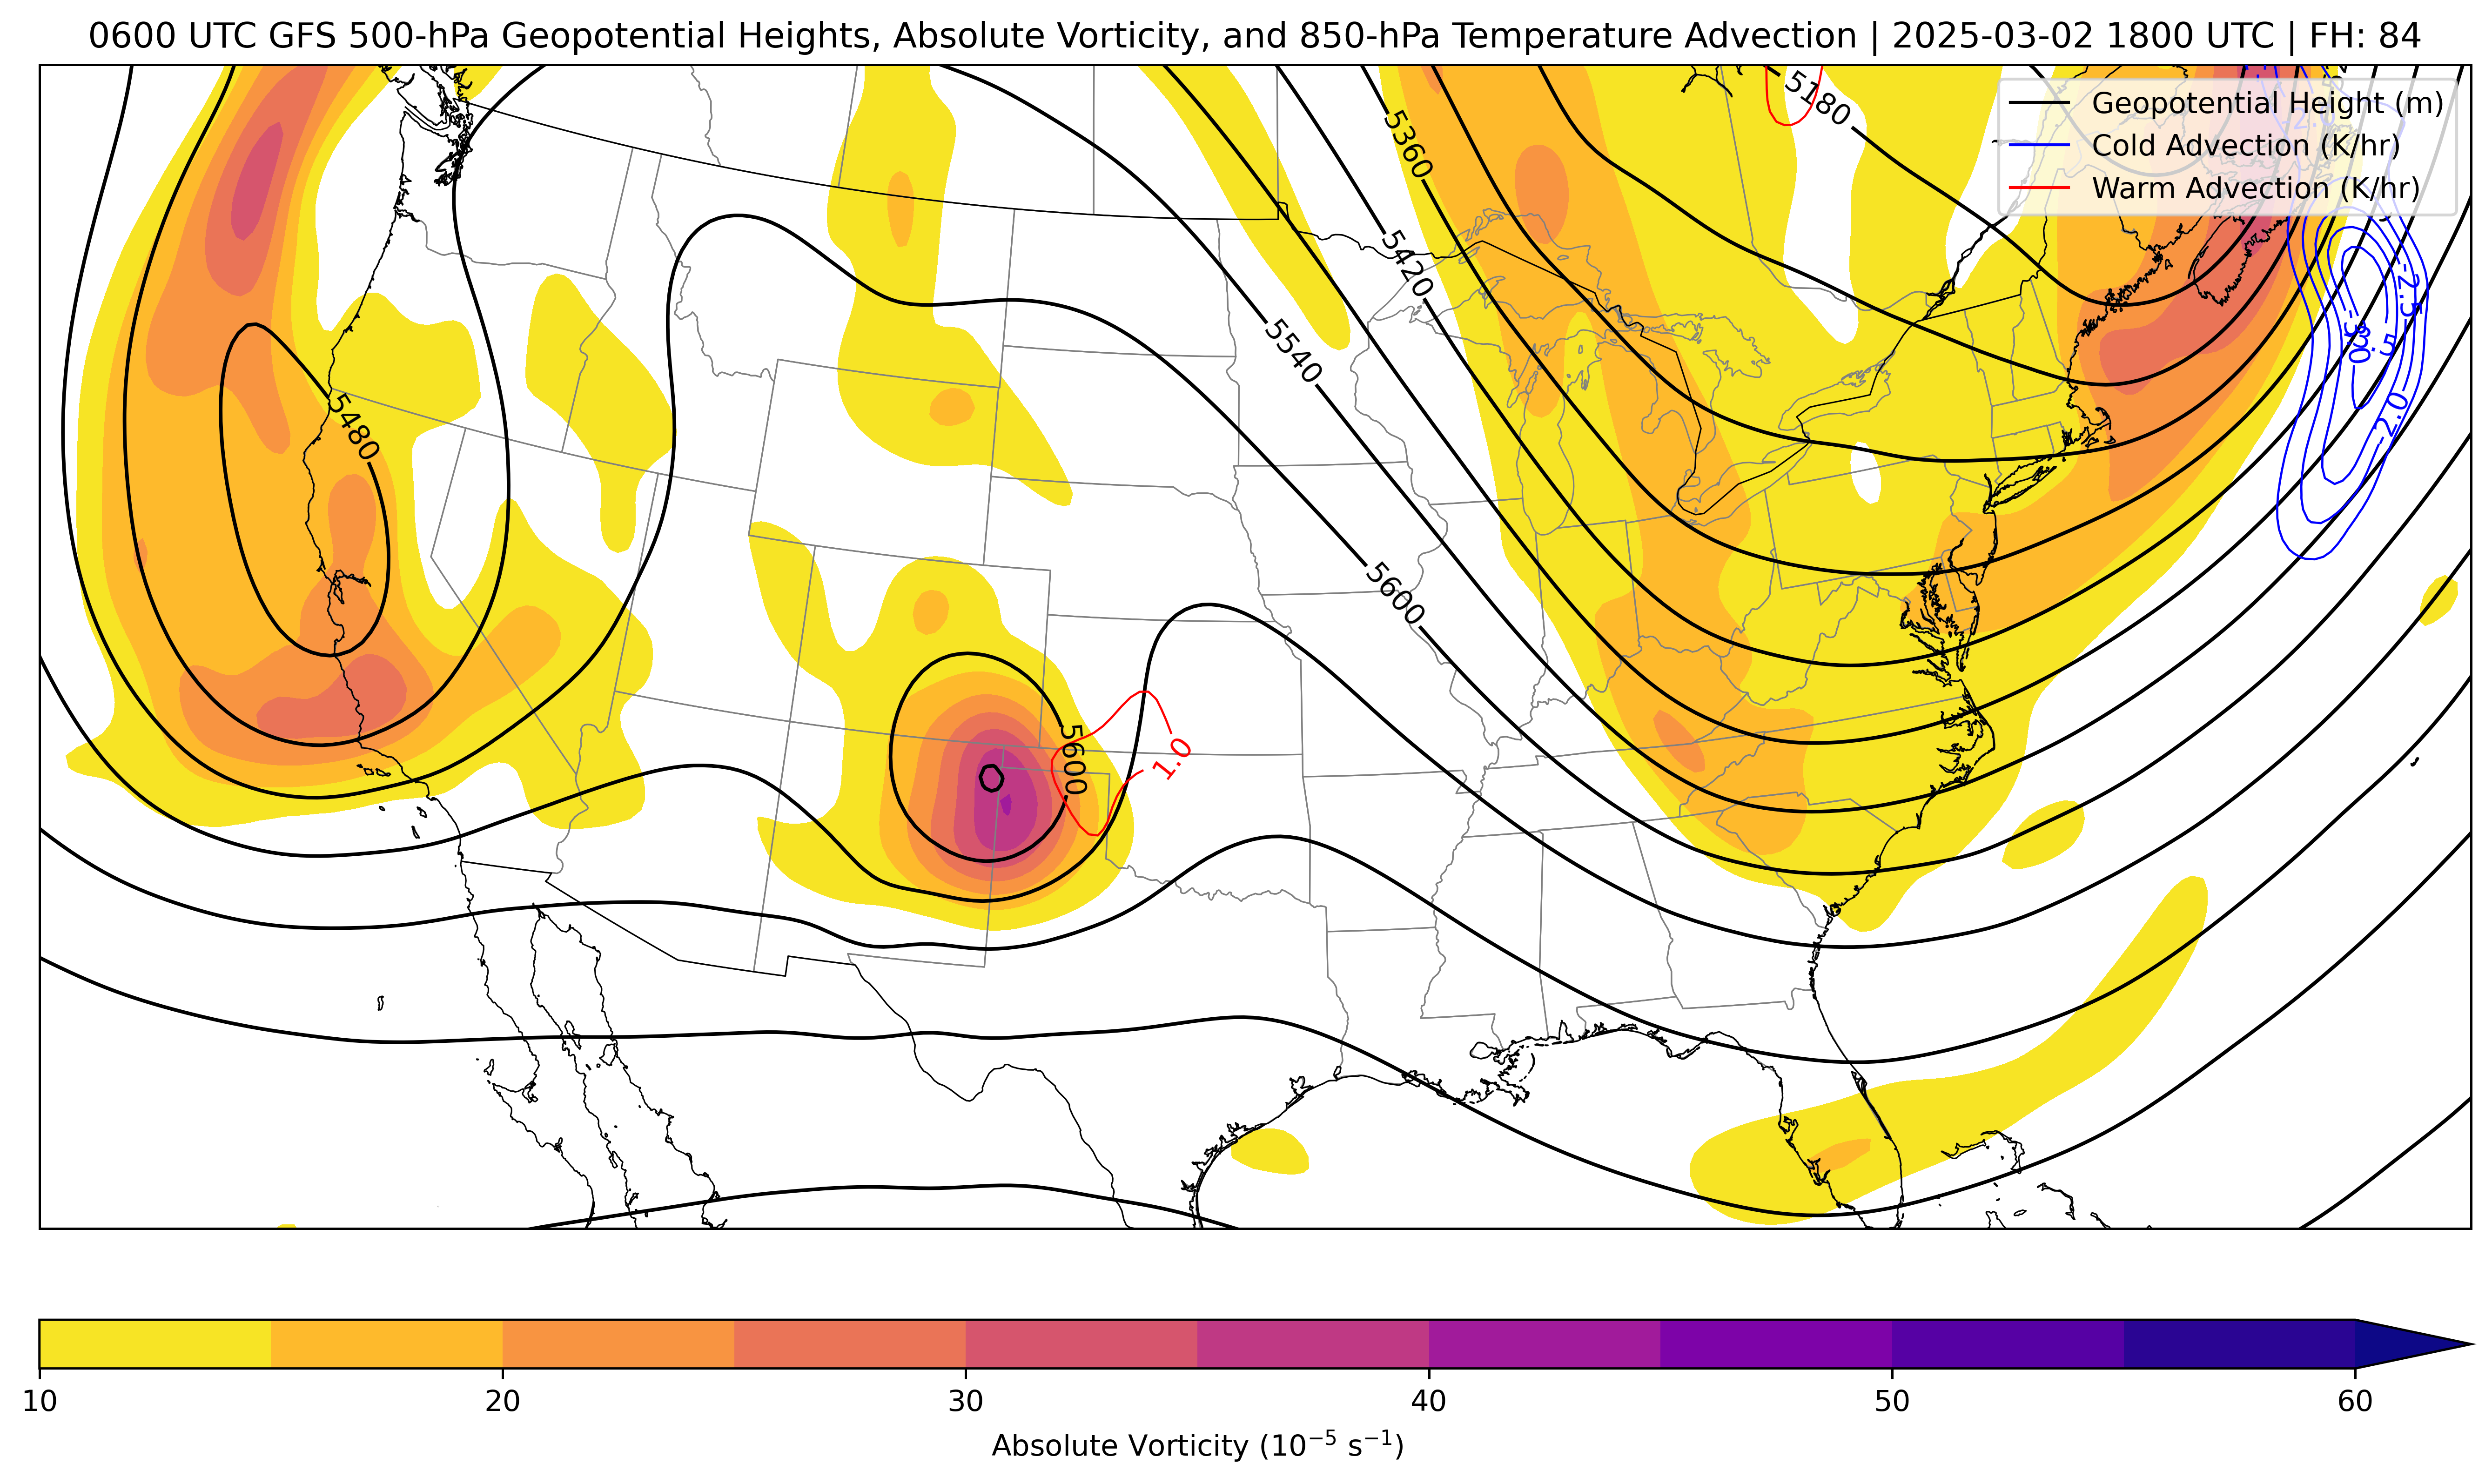 0600 UTC GFS 500-hPa Geopotential Heights, Absolute Vorticity, and 850-hPa Temperature Advection | 2025-03-02 1800 UTC | FH: 84
Geopotential Height (m)
Cold Advection (K/hr)
Warm Advection (K/hr)
5180
5360
5420
5540
5480
5600
5600
1.0
-2.5
-2.0
10 20 30 40 50 60
Absolute Vorticity (10⁻⁵ s⁻¹)